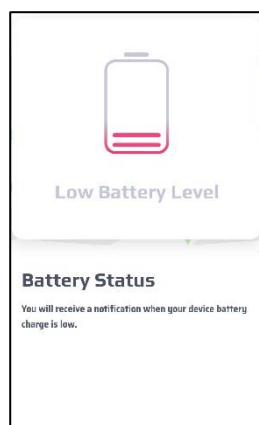 Low Battery Level
Battery Status
You will receive a notification when your device battery
charge is low.